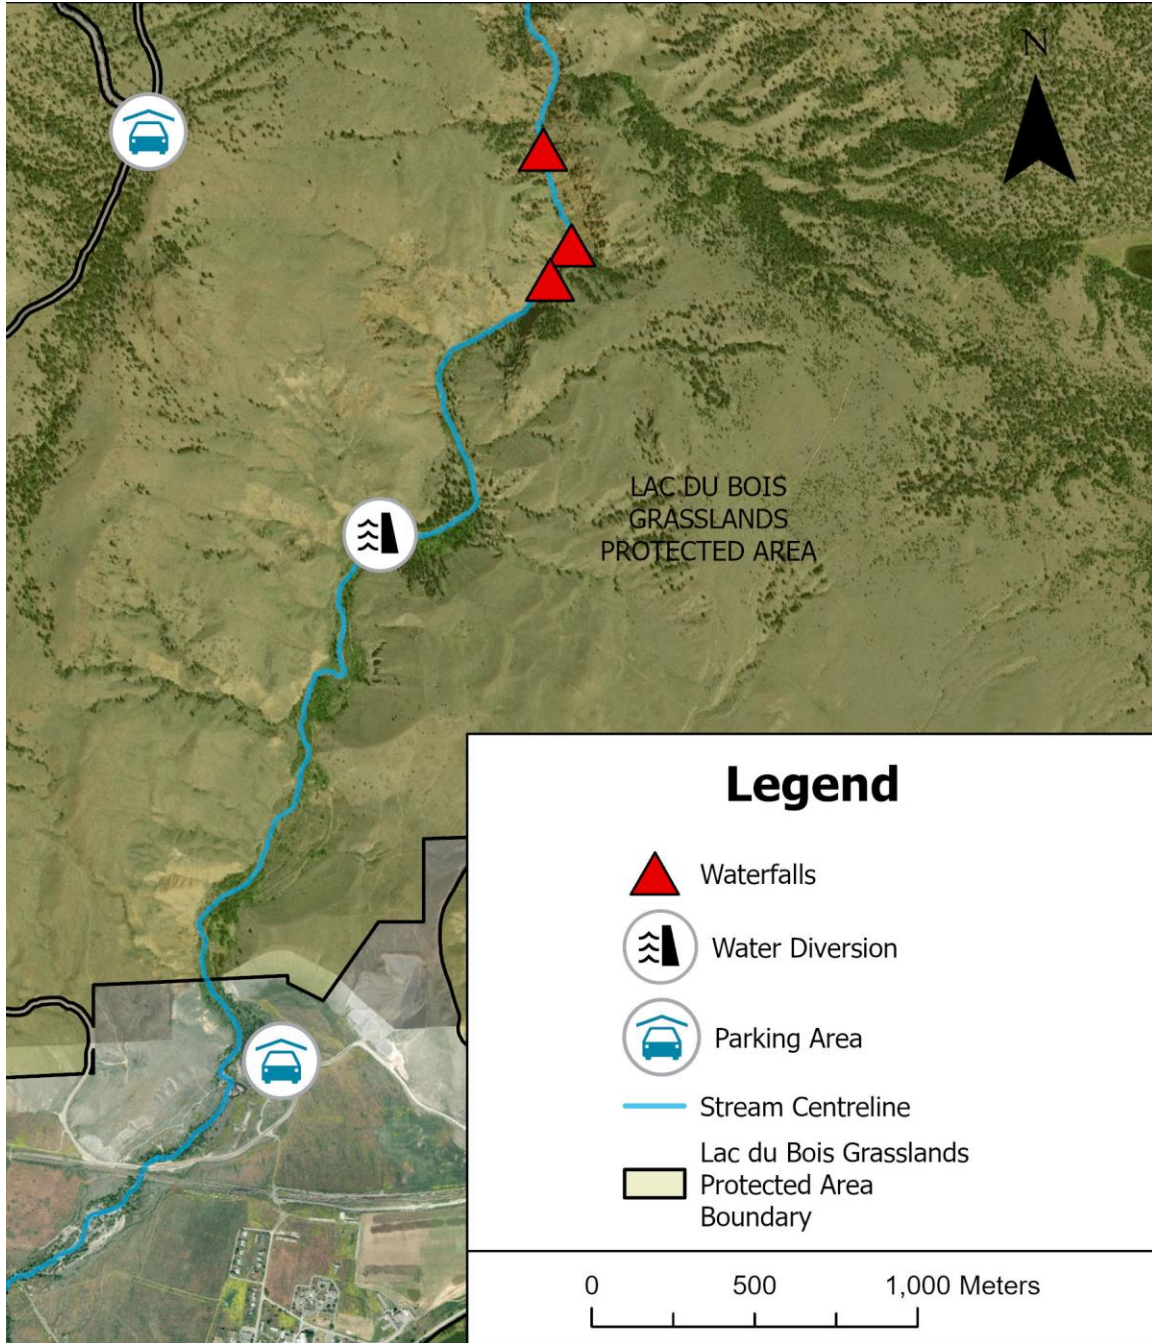 N
LAC DU BOIS
GRASSLANDS
PROTECTED AREA
Legend
Waterfalls
Water Diversion
Parking Area
Stream Centreline
Lac du Bois Grasslands
Protected Area
Boundary
0 500 1,000 Meters